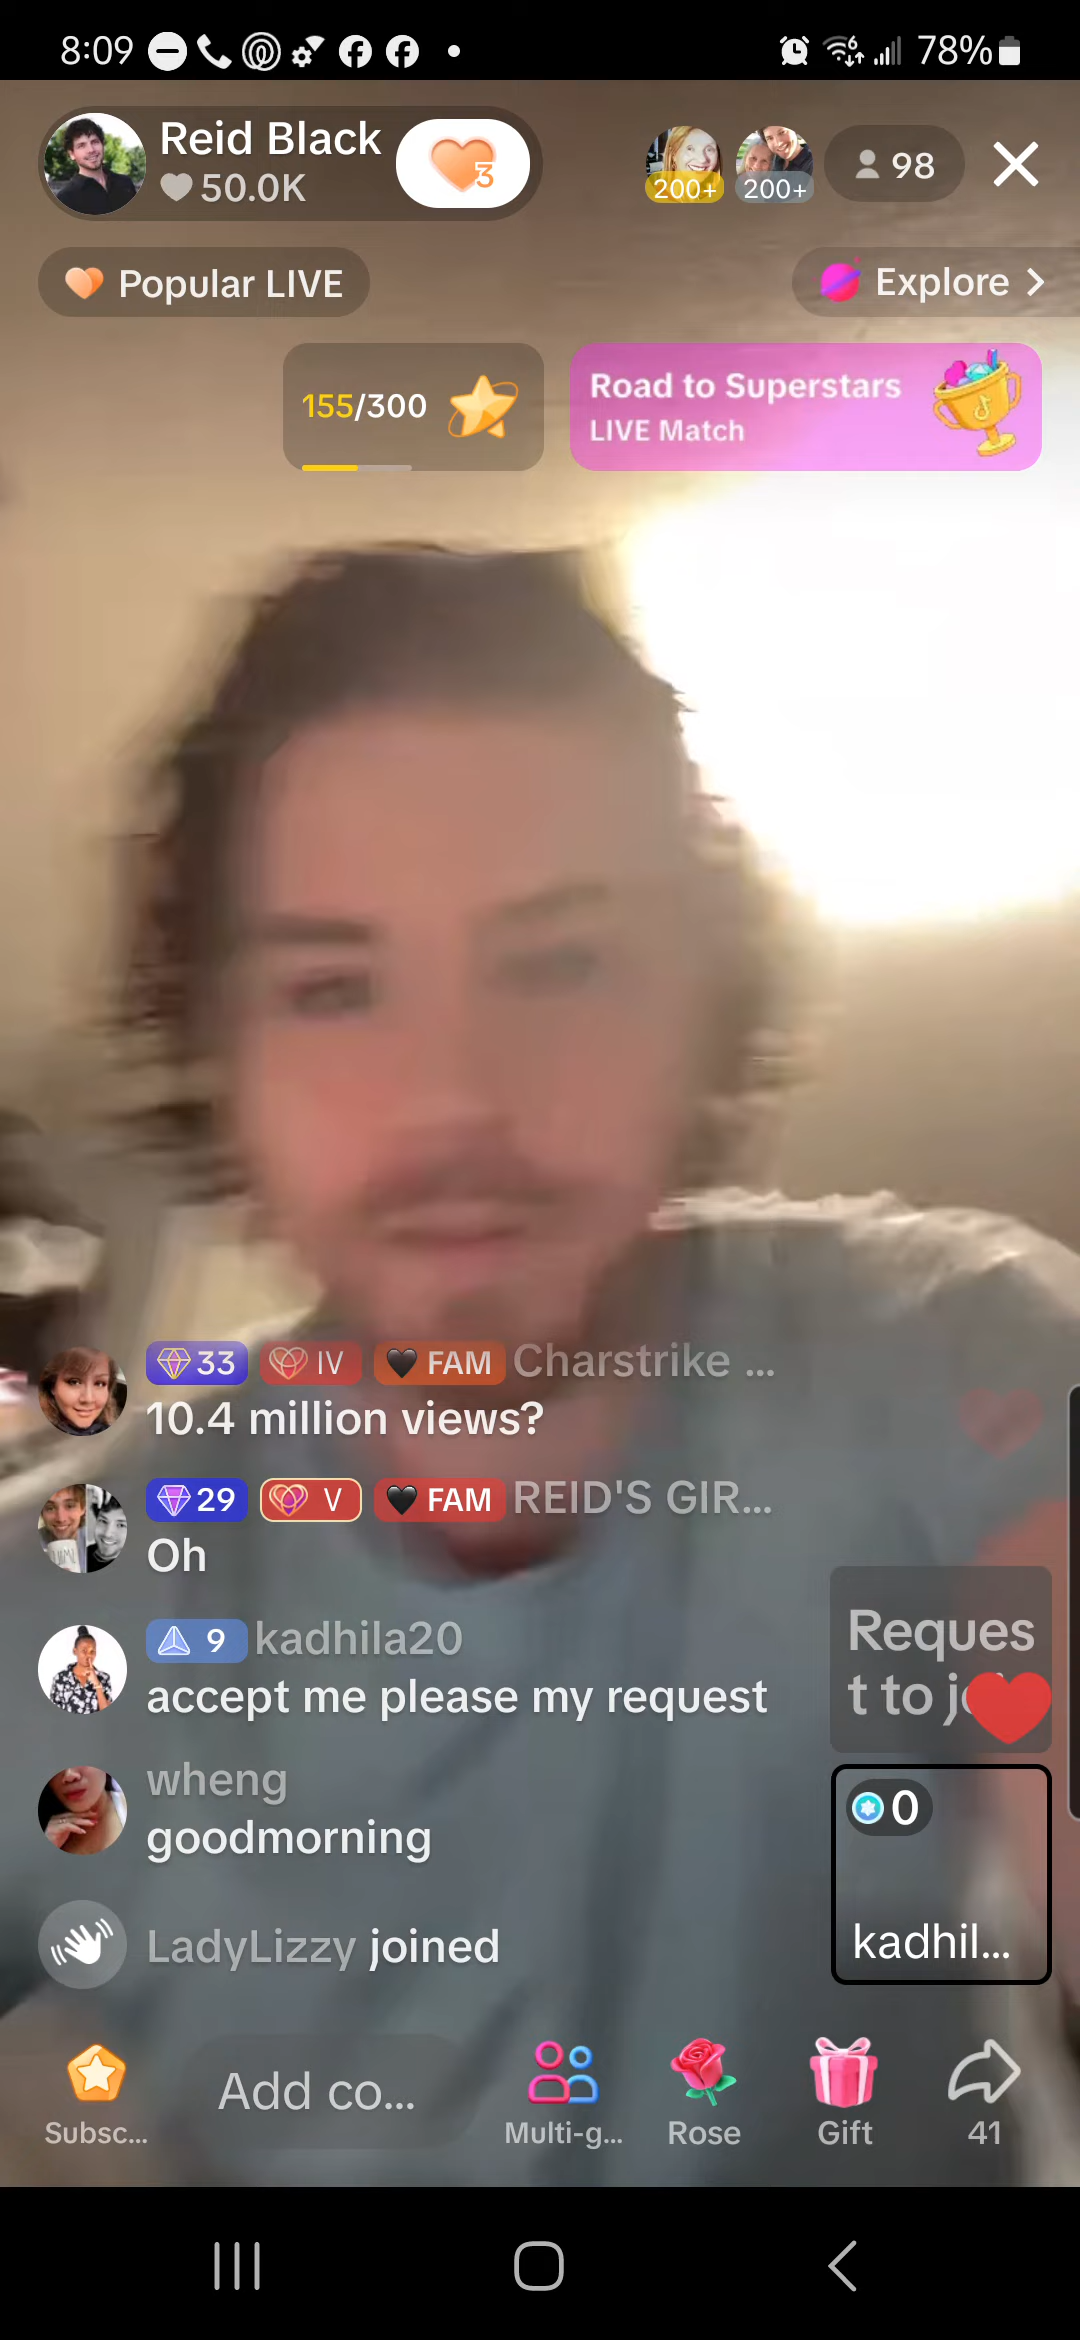 8:09
78%
Reid Black
50.0K
3
200+
200+
98
Popular LIVE
Explore
155/300
Road to Superstars
LIVE Match
33 IV FAM Charstrike ...
10.4 million views?
29 V FAM REID'S GIR...
Oh
9 kadhila20
accept me please my request
wheng
goodmorning
LadyLizzy joined
Reques
t to
0
kadhil...
Add co...
Subsc...
Multi-g...
Rose
Gift
41